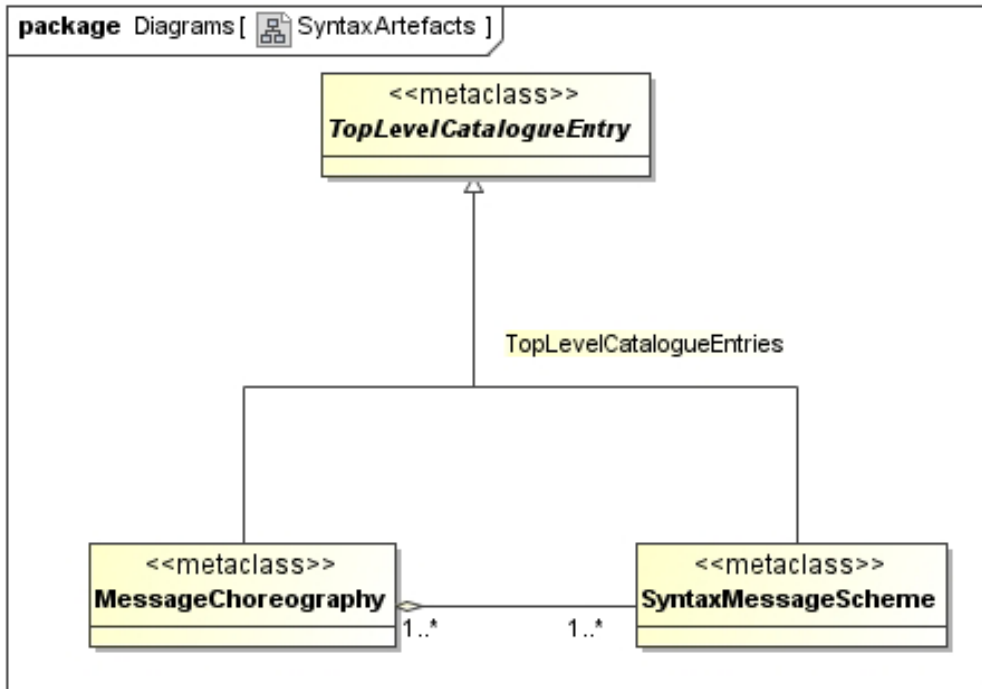 package Diagrams [ SyntaxArtefacts ]
<<metaclass>>
TopLevelCatalogueEntry
TopLevelCatalogueEntries
<<metaclass>>
MessageChoreography
1..*
1..*
<<metaclass>>
SyntaxMessageScheme